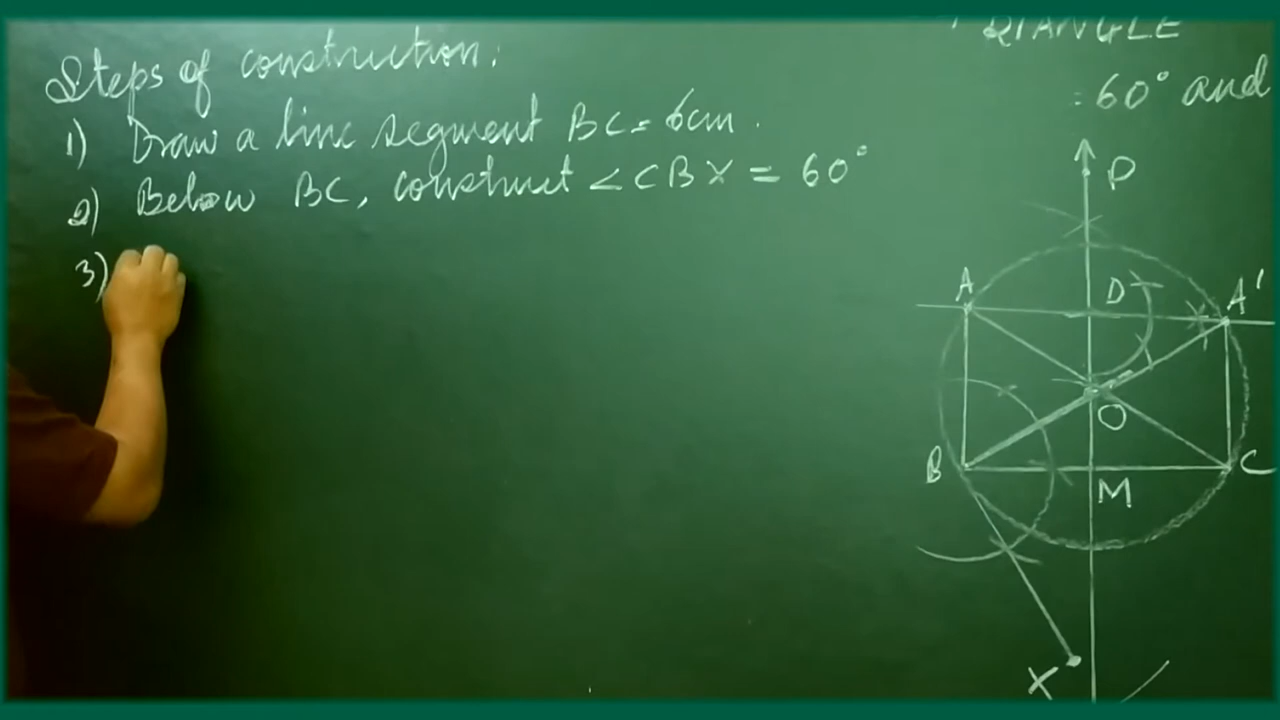 Steps of construction:
1) Draw a line segment BC = 6cm.
2) Below BC, construct ∠CBX = 60°
3)
RIANGLE
= 60° and
P
A
D
A'
O
B
M
C
X